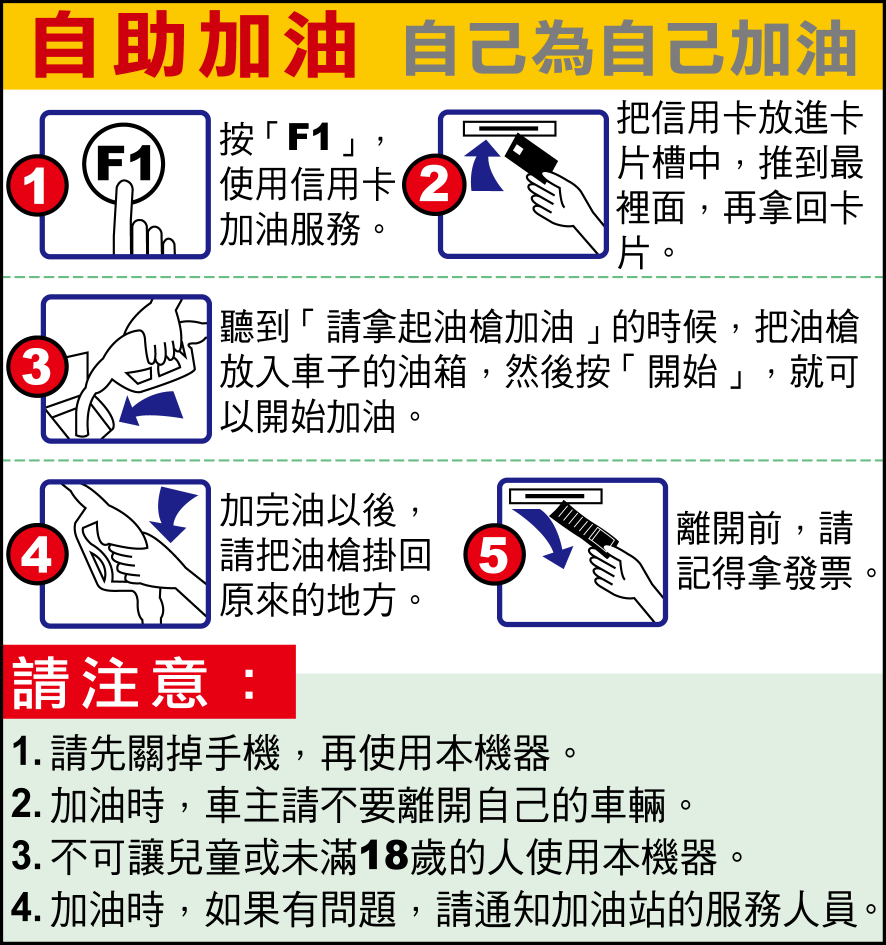 自助加油 自己為自己加油
1
F1
按「F1」，
使用信用卡
加油服務。
2
把信用卡放進卡
片槽中，推到最
裡面，再拿回卡
片。
3
聽到「請拿起油槍加油」的時候，把油槍
放入車子的油箱，然後按「開始」，就可
以開始加油。
4
加完油以後，
請把油槍掛回
原來的地方。
5
離開前，請
記得拿發票。
請注意：
1. 請先關掉手機，再使用本機器。
2. 加油時，車主請不要離開自己的車輛。
3. 不可讓兒童或未滿18歲的人使用本機器。
4. 加油時，如果有問題，請通知加油站的服務人員。